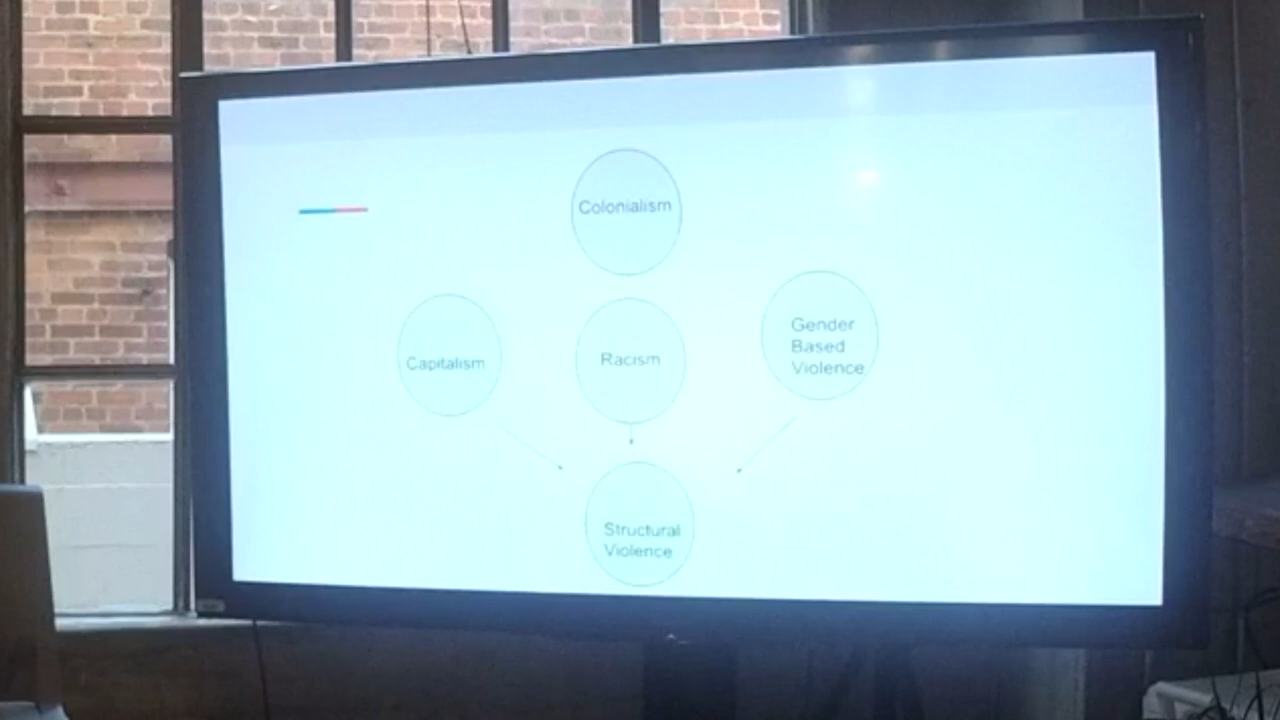 Colonialism
Capitalism
Racism
Gender
Based
Violence
Structural
Violence